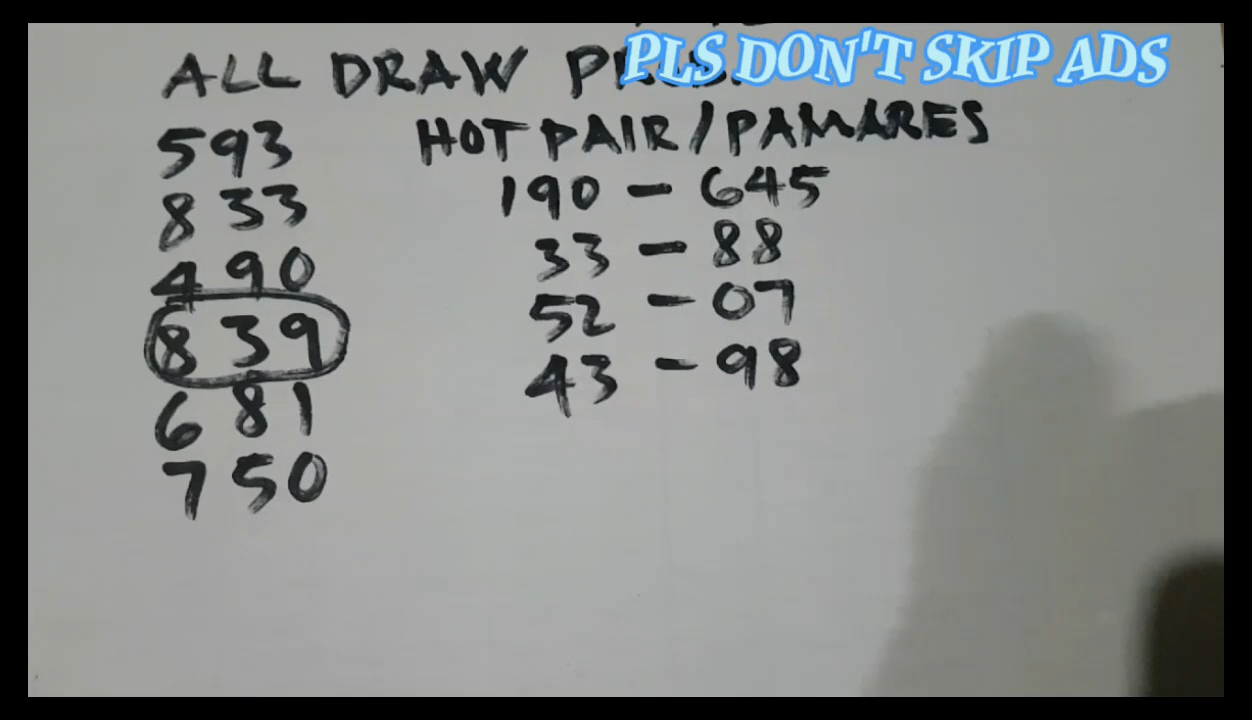 ALL DRAW
PLS DON'T SKIP ADS
HOT PAIR/PAMARES
593
833
490
839
681
750
190 - 645
33 - 88
52 - 07
43 - 98